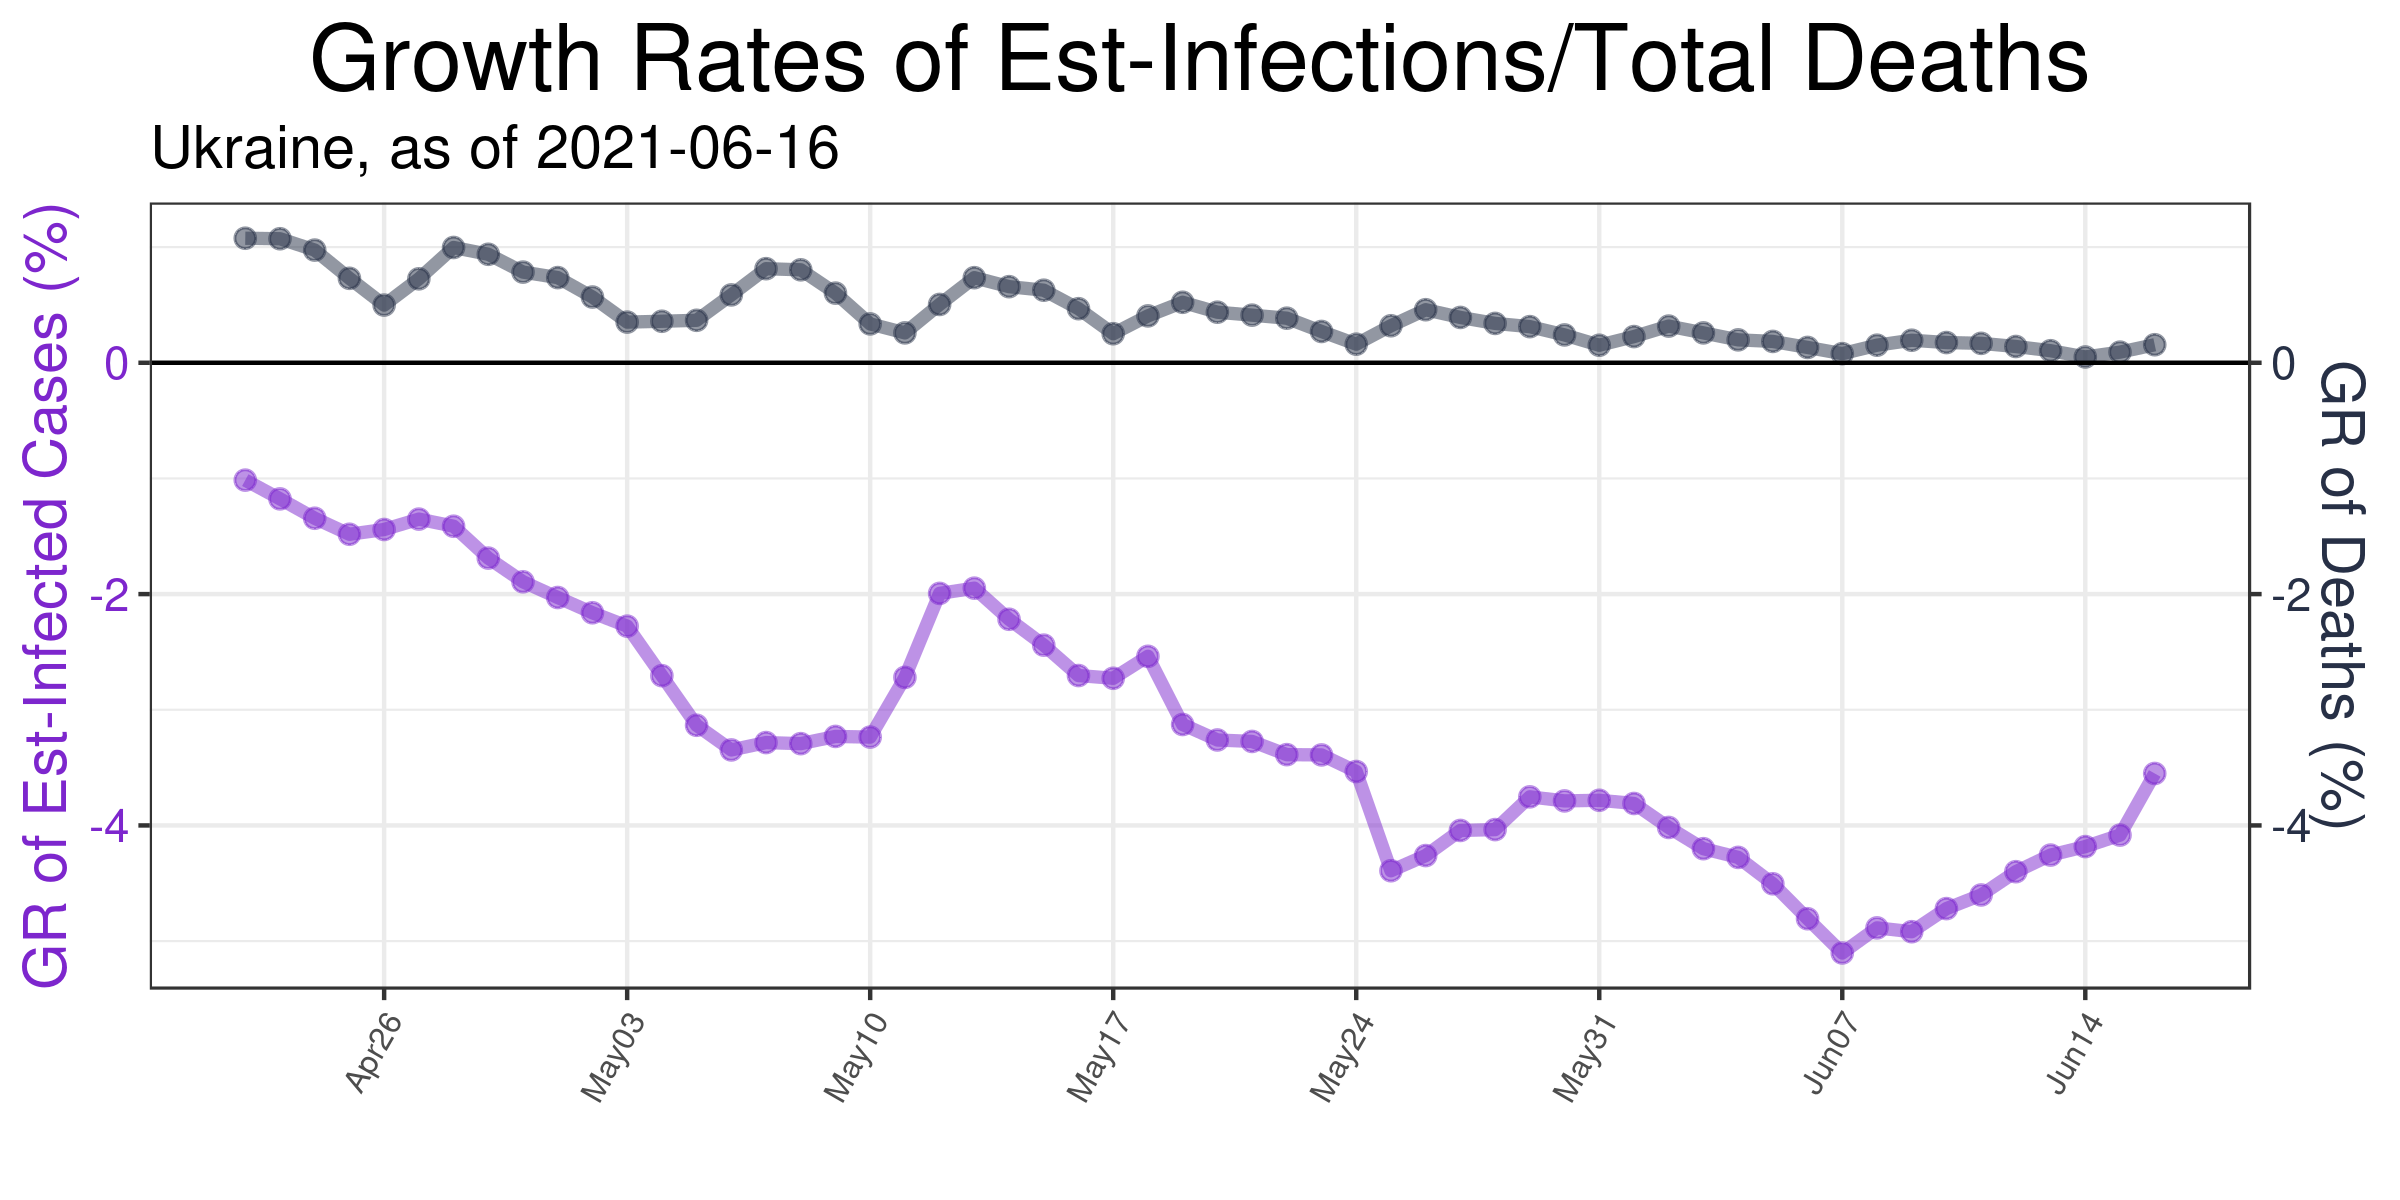 Growth Rates of Est-Infections/Total Deaths
Ukraine, as of 2021-06-16
GR of Est-Infected Cases (%)
0
-2
-4
0
-2
-4
GR of Deaths (%)
Apr26
May03
May10
May17
May24
May31
Jun07
Jun14